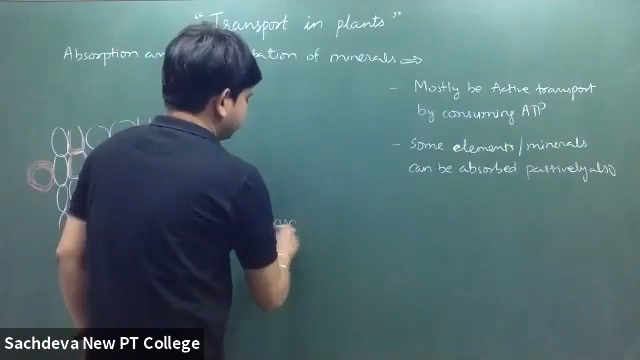 "Transport in plants"
Absorption an tation of minerals ⇒
- Mostly be Active transport
by consuming ATP
- Some elements/minerals
can be absorbed passively also
Sachdeva New PT College